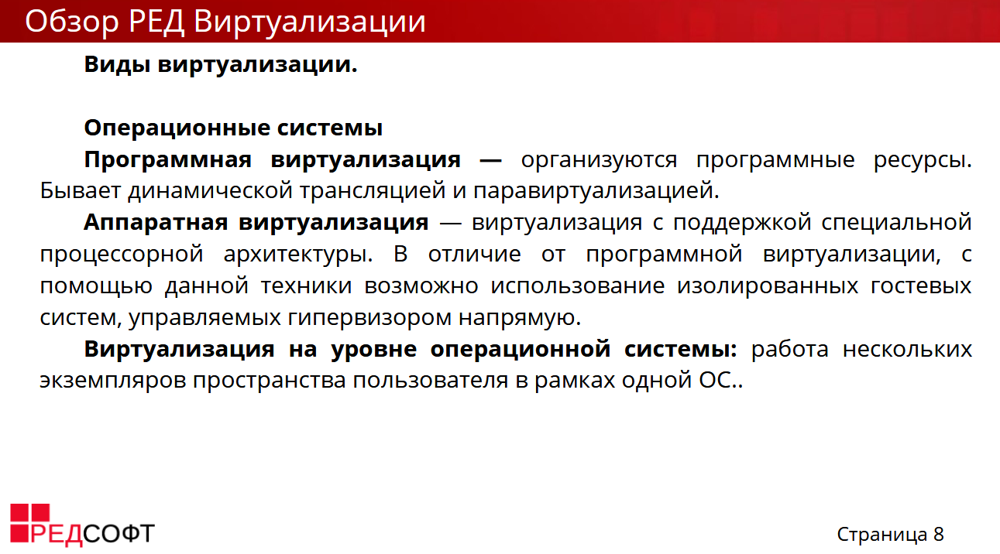 Обзор РЕД Виртуализации
Виды виртуализации.
Операционные системы
Программная виртуализация — организуются программные ресурсы.
Бывает динамической трансляцией и паравиртуализацией.
Аппаратная виртуализация — виртуализация с поддержкой специальной
процессорной архитектуры. В отличие от программной виртуализации, с
помощью данной техники возможно использование изолированных гостевых
систем, управляемых гипервизором напрямую.
Виртуализация на уровне операционной системы: работа нескольких
экземпляров пространства пользователя в рамках одной ОС..
РЕДСОФТ
Страница 8